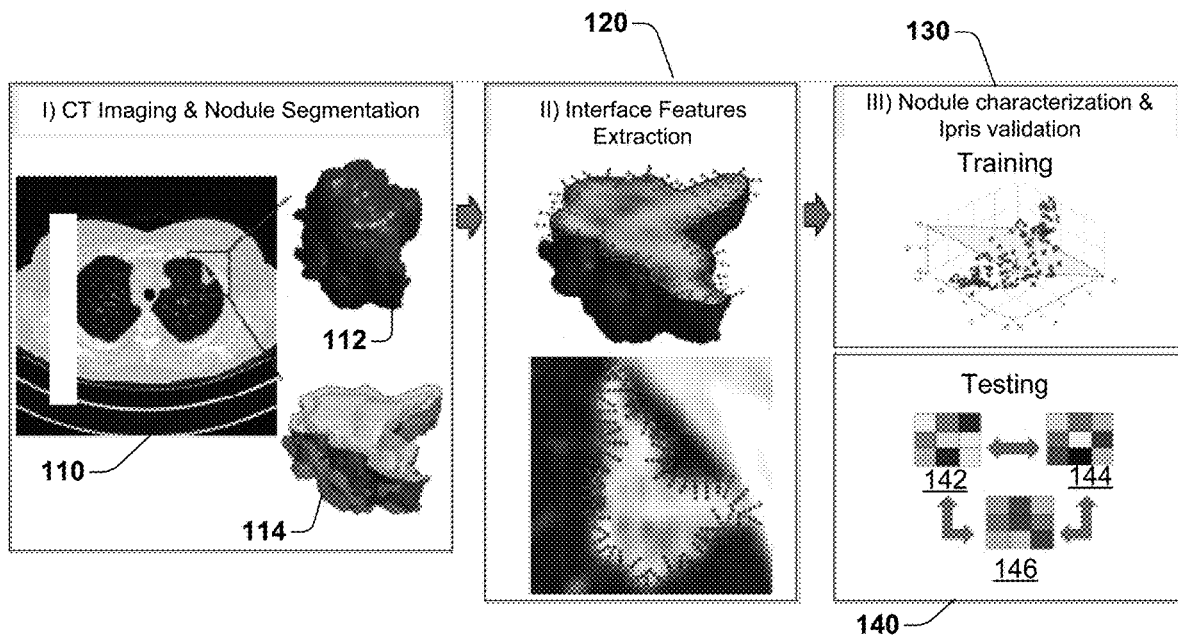 120
130
I) CT Imaging & Nodule Segmentation
112
110
114
II) Interface Features
Extraction
III) Nodule characterization &
Ipris validation
Training
Testing
142
144
146
140